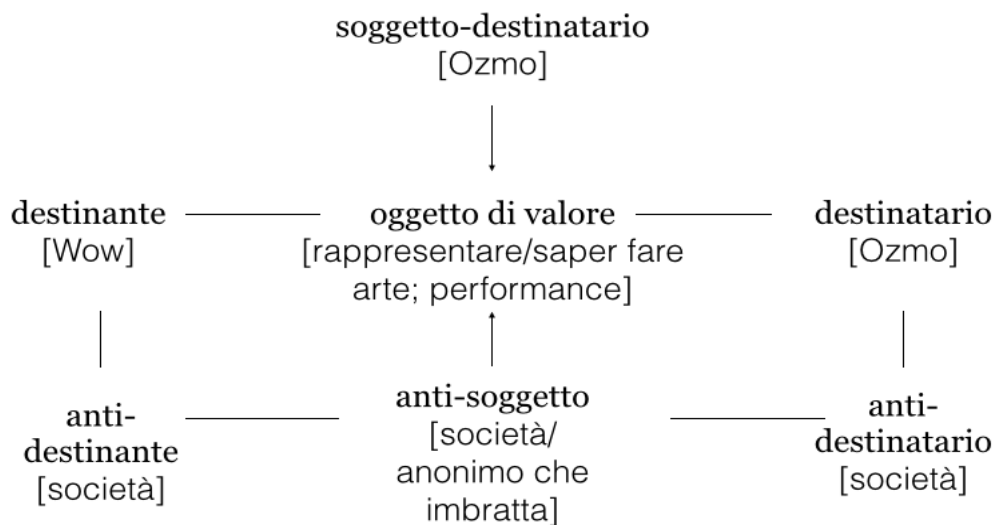 soggetto-destinatario
[Ozmo]
destinante
[Wow]
oggetto di valore
[rappresentare/saper fare
arte; performance]
destinatario
[Ozmo]
anti-
destinante
[società]
anti-soggetto
[società/
anonimo che
imbratta]
anti-
destinatario
[società]